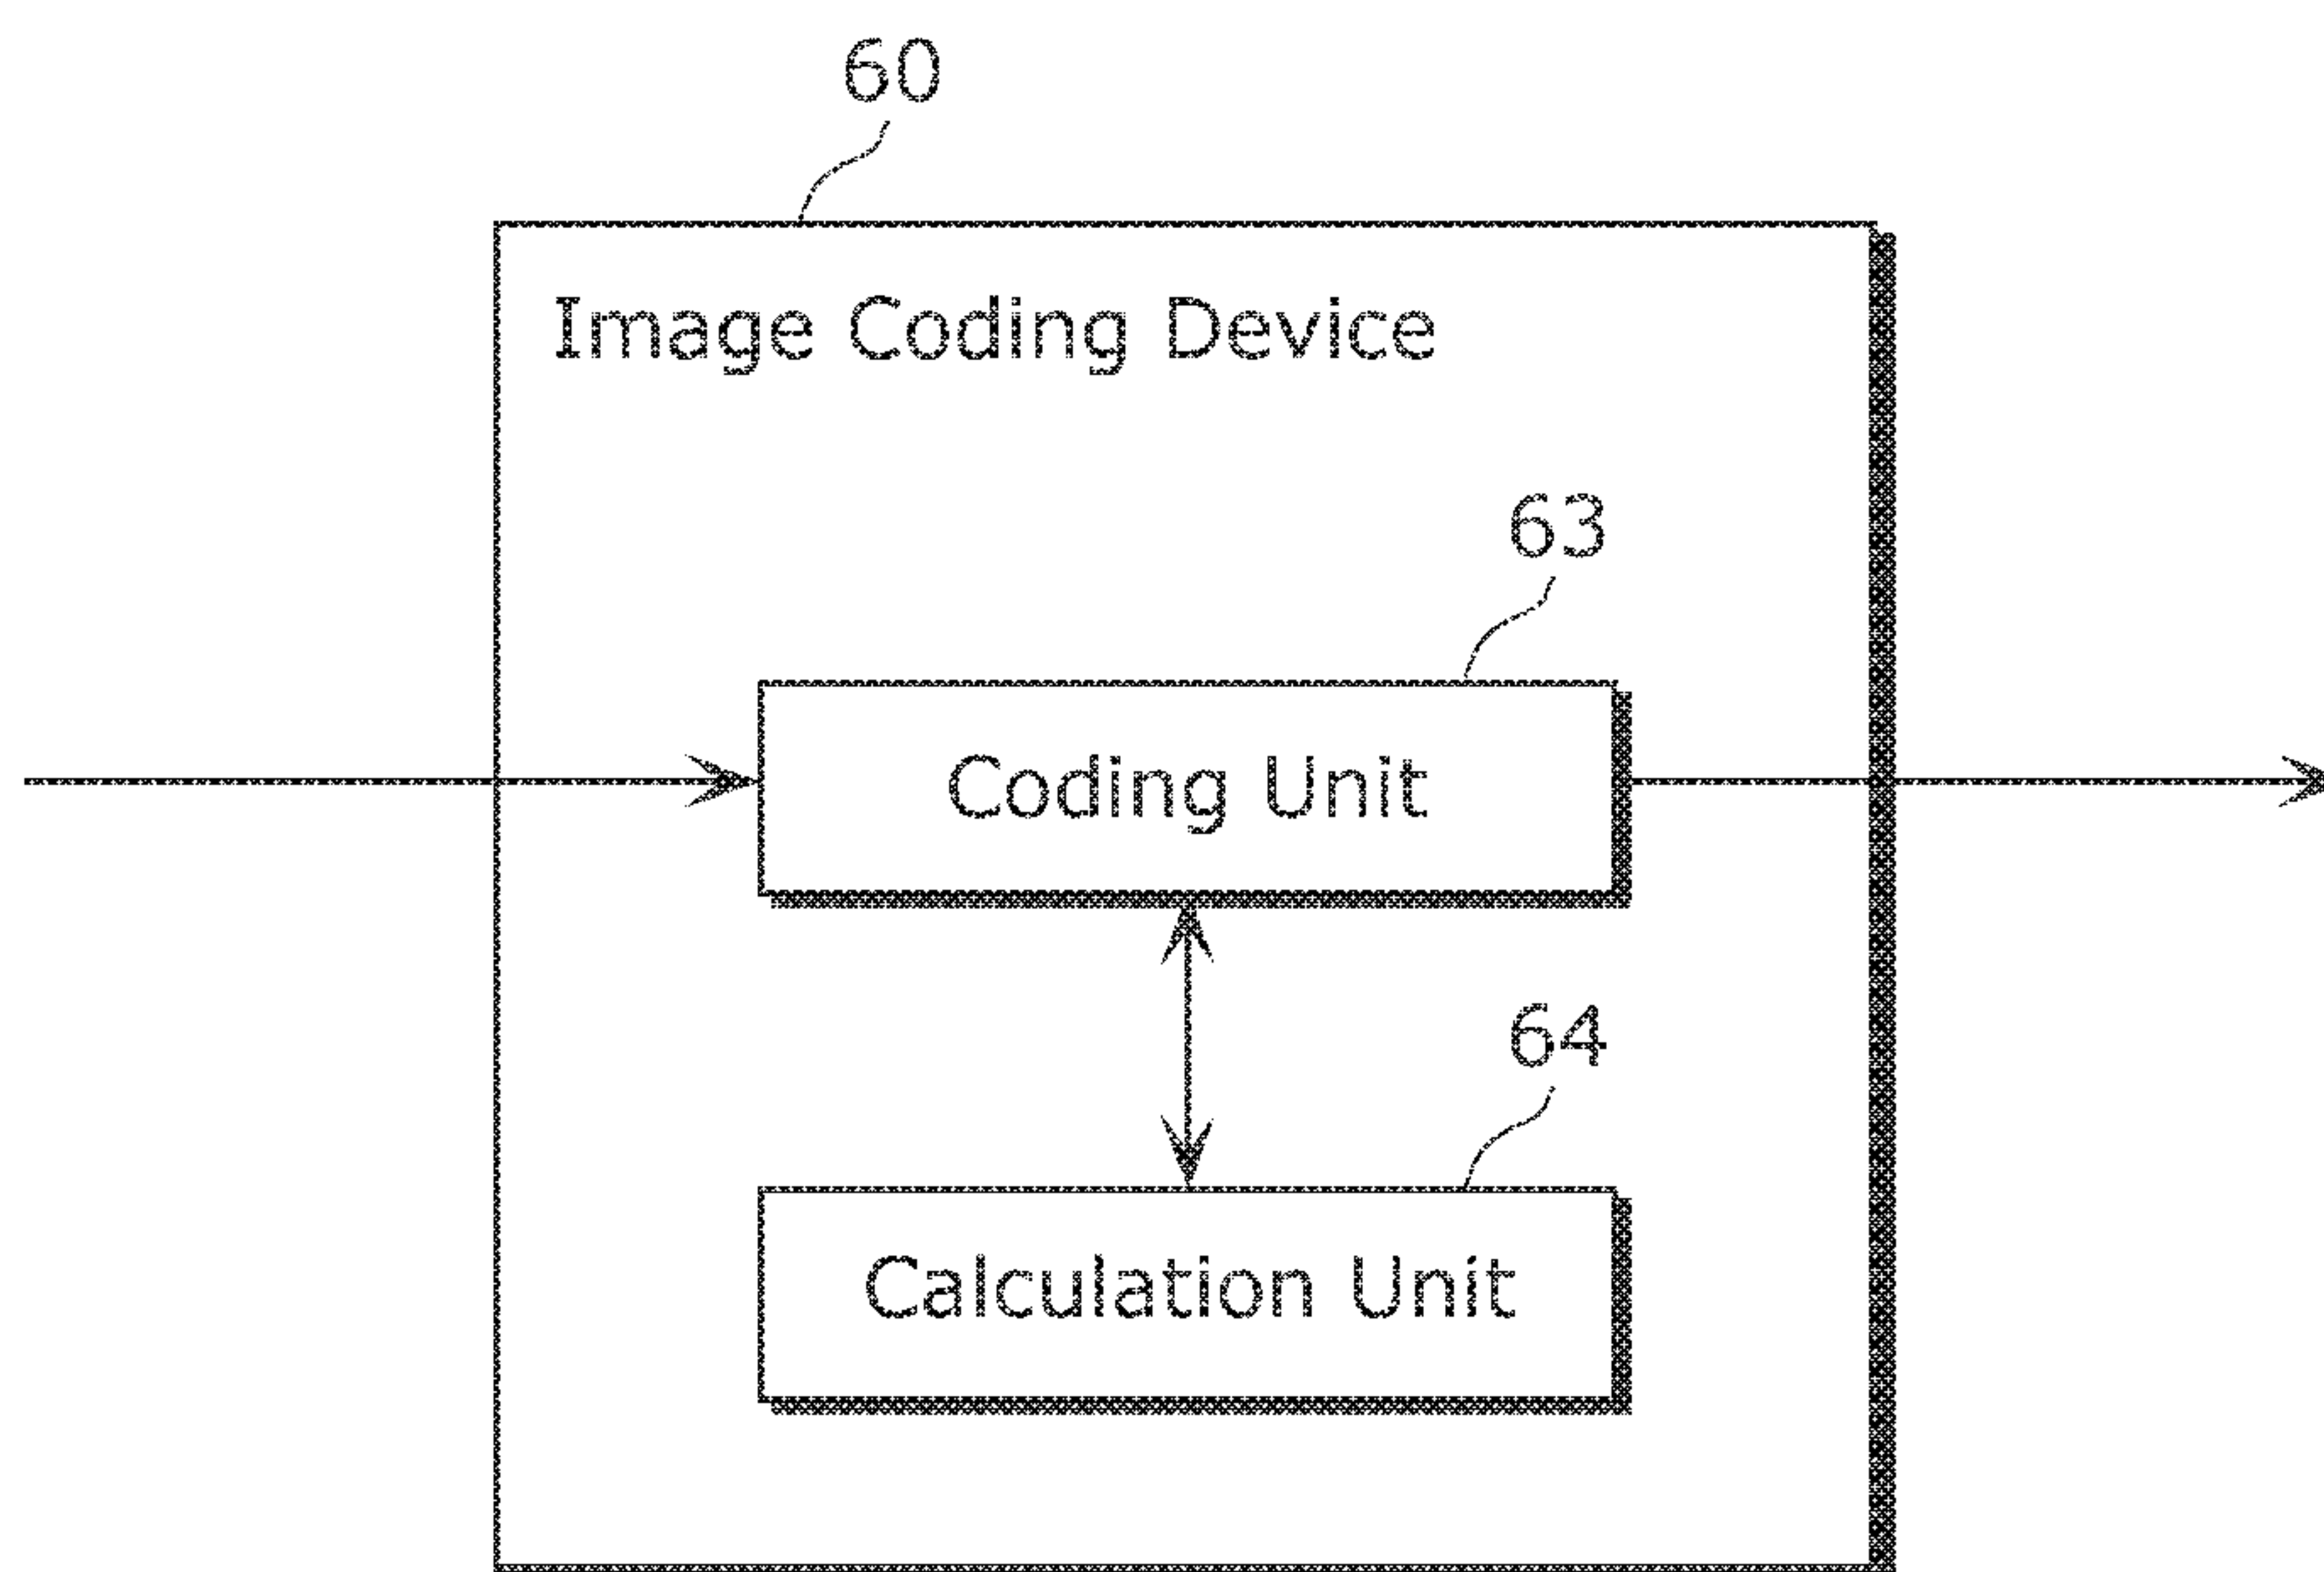 60
Image Coding Device
63
Coding Unit
64
Calculation Unit